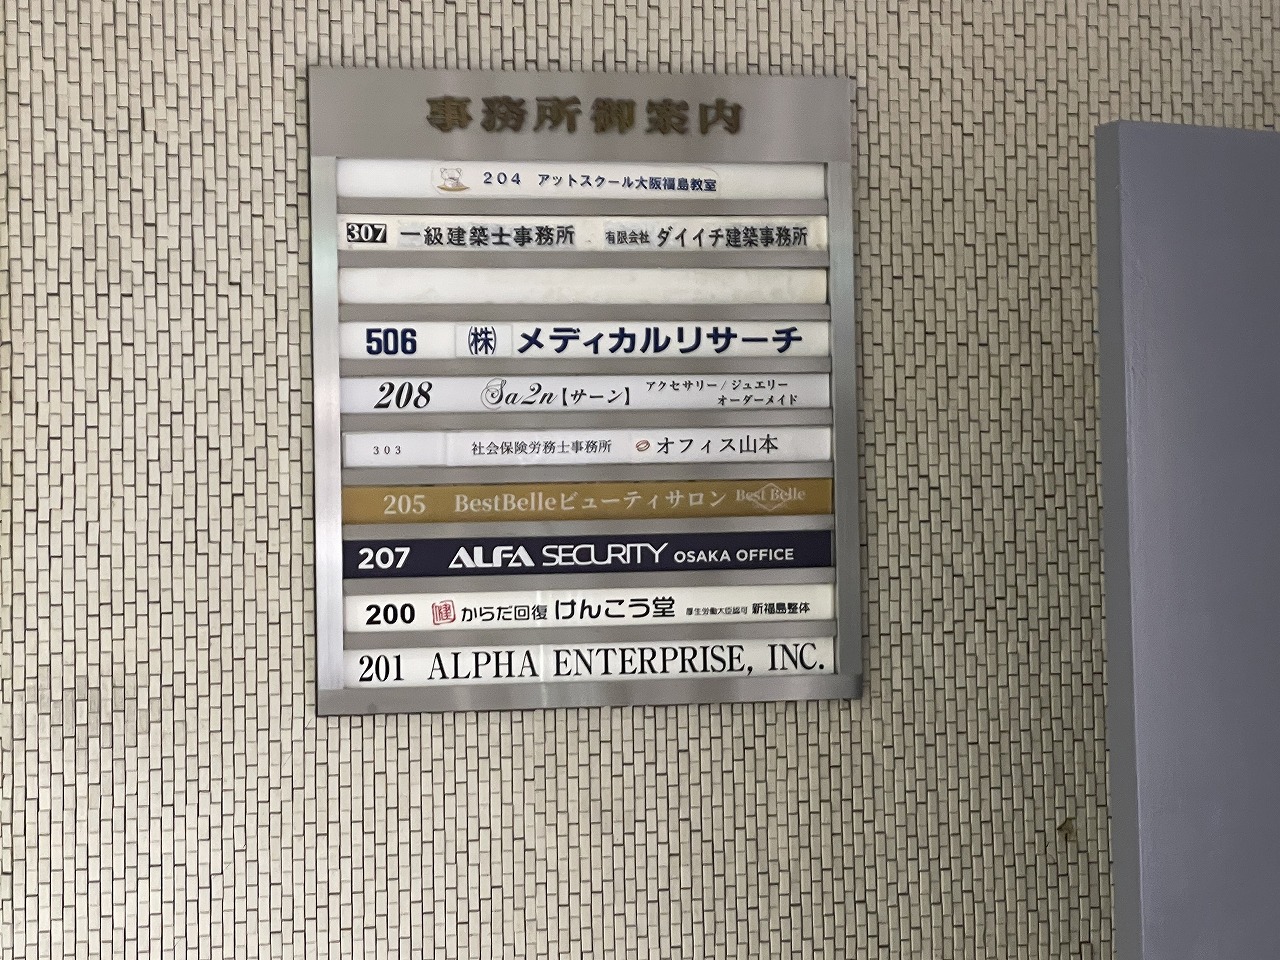 事務所御案内
204 アットスクール大阪福島教室
307 一級建築士事務所 有限会社 ダイイチ建築事務所
506 ㈱ メディカルリサーチ
208 Sa2n【サーン】 アクセサリー/ジュエリー
オーダーメイド
303 社会保険労務士事務所 オフィス山本
205 BestBelleビューティサロン Best Belle
207 ALFA SECURITY OSAKA OFFICE
200 健 からだ回復 けんこう堂 厚生労働大臣認可 新福島整体
201 ALPHA ENTERPRISE, INC.